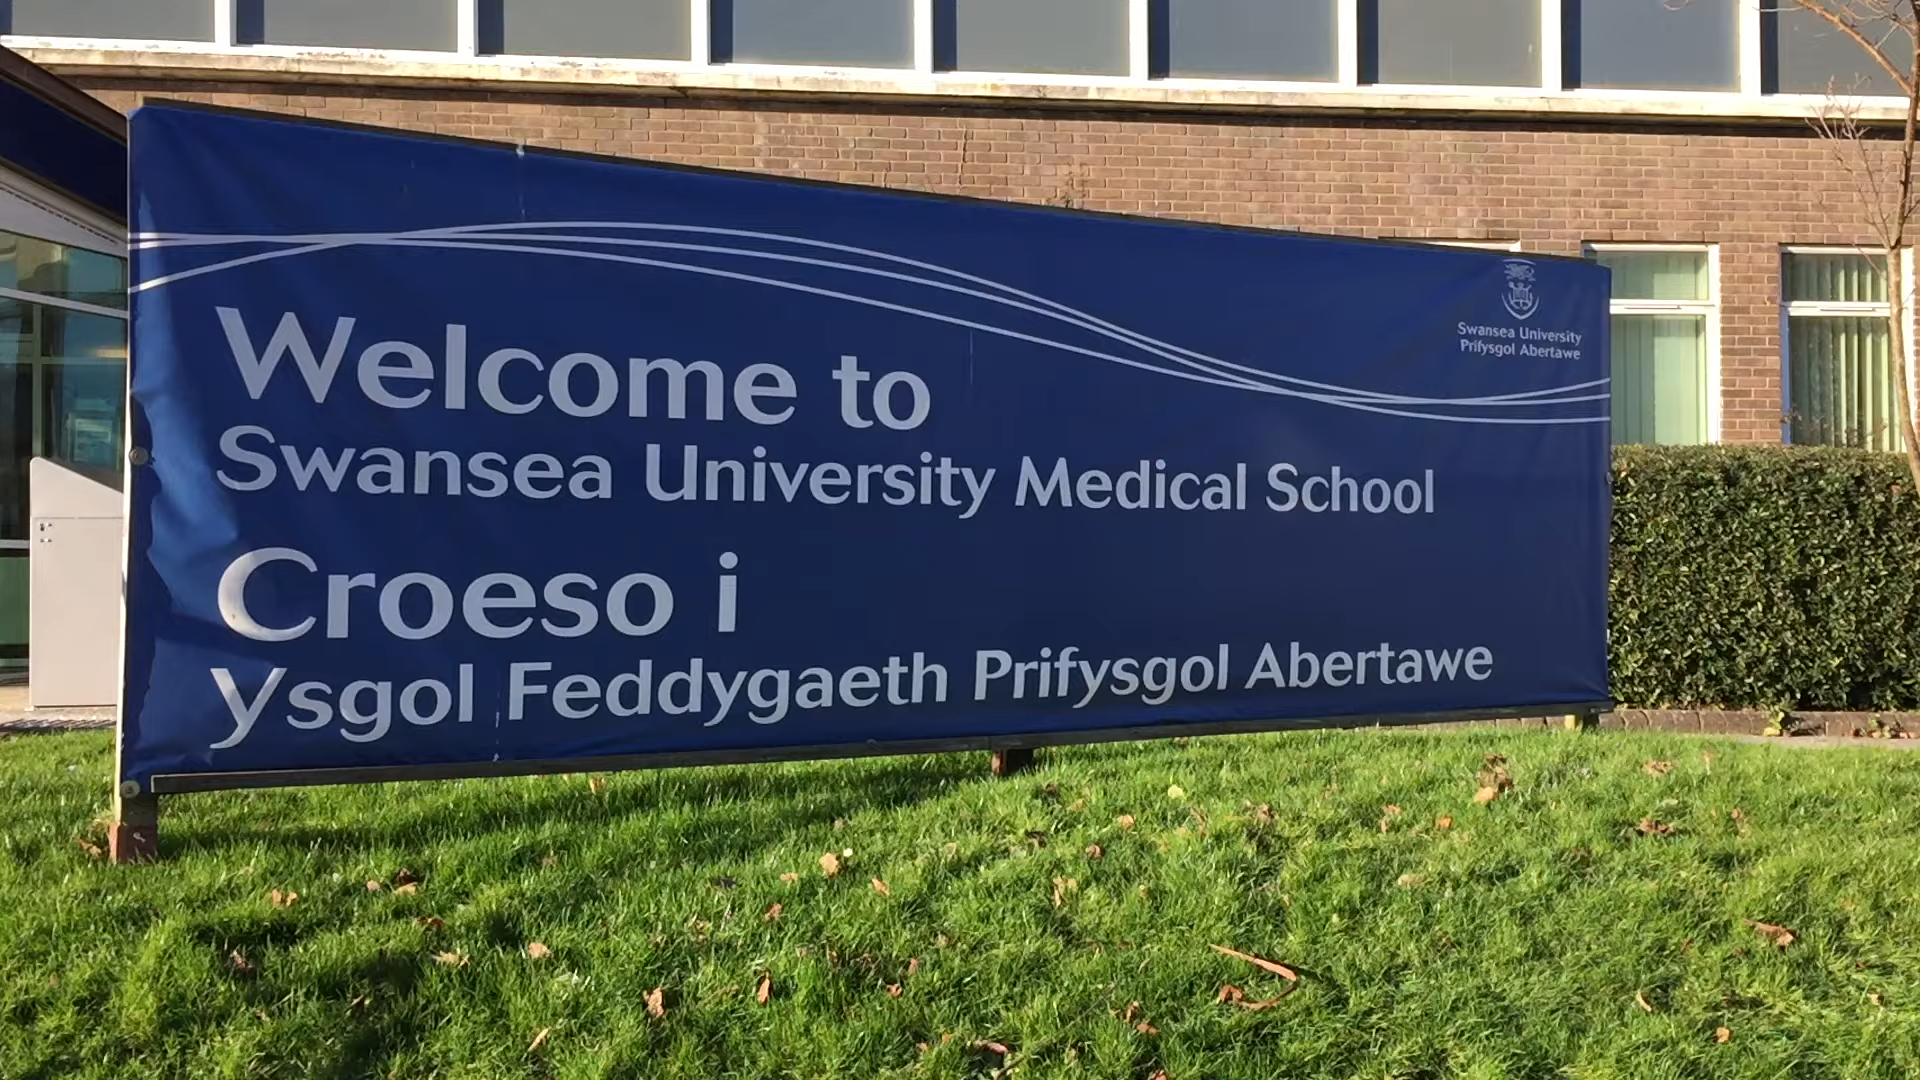 Welcome to
Swansea University Medical School
Croeso i
Ysgol Feddygaeth Prifysgol Abertawe
Swansea University
Prifysgol Abertawe